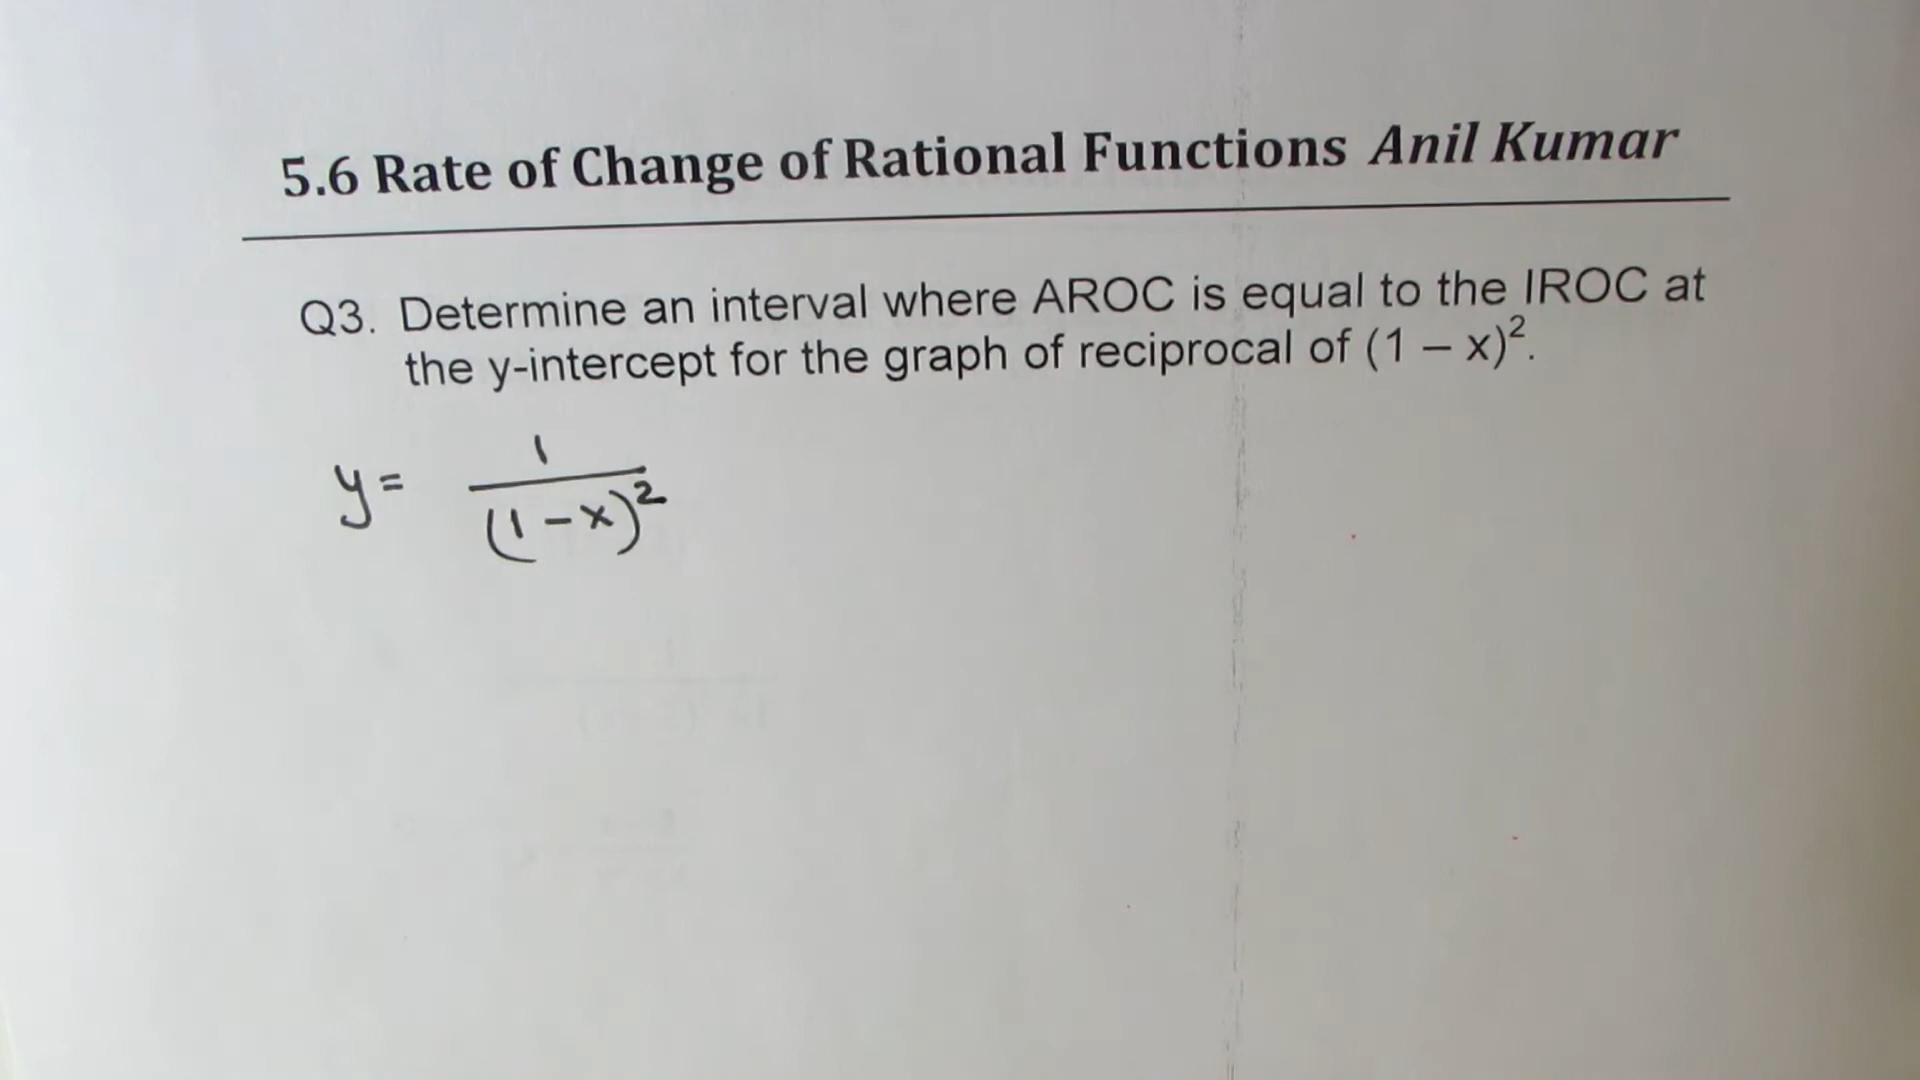 5.6 Rate of Change of Rational Functions Anil Kumar
Q3. Determine an interval where AROC is equal to the IROC at
the y-intercept for the graph of reciprocal of (1 – x)².
y = 1 / (1 - x)²